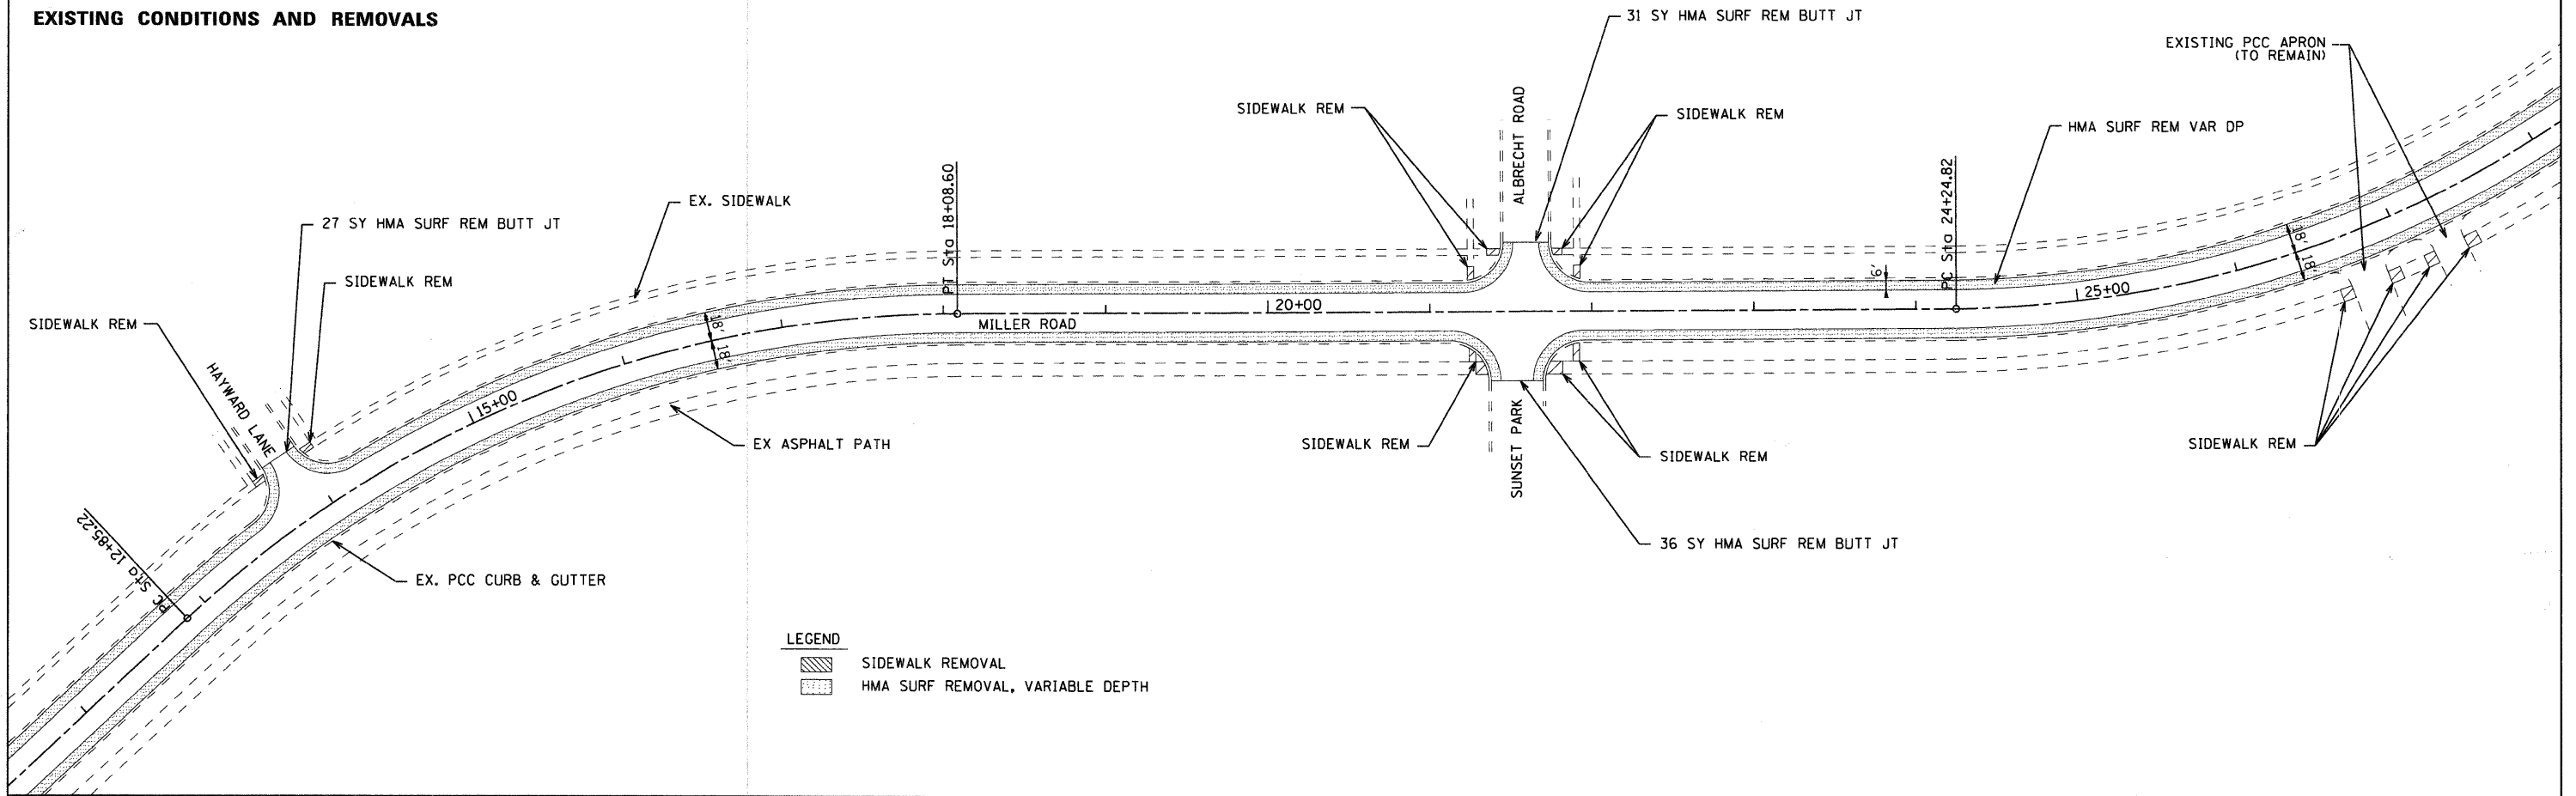 EXISTING CONDITIONS AND REMOVALS
31 SY HMA SURF REM BUTT JT
EXISTING PCC APRON
(TO REMAIN)
SIDEWALK REM
ALBRECHT ROAD
SIDEWALK REM
HMA SURF REM VAR DP
PT Sta 18+08.60
PC Sta 24+24.82
EX. SIDEWALK
27 SY HMA SURF REM BUTT JT
SIDEWALK REM
SIDEWALK REM
HAYWARD LANE
18'
18'
MILLER ROAD
20+00
6'
18'
18'
25+00
15+00
EX ASPHALT PATH
SIDEWALK REM
SUNSET PARK
SIDEWALK REM
SIDEWALK REM
PC Sta 12+85.22
36 SY HMA SURF REM BUTT JT
EX. PCC CURB & GUTTER
LEGEND
SIDEWALK REMOVAL
HMA SURF REMOVAL, VARIABLE DEPTH